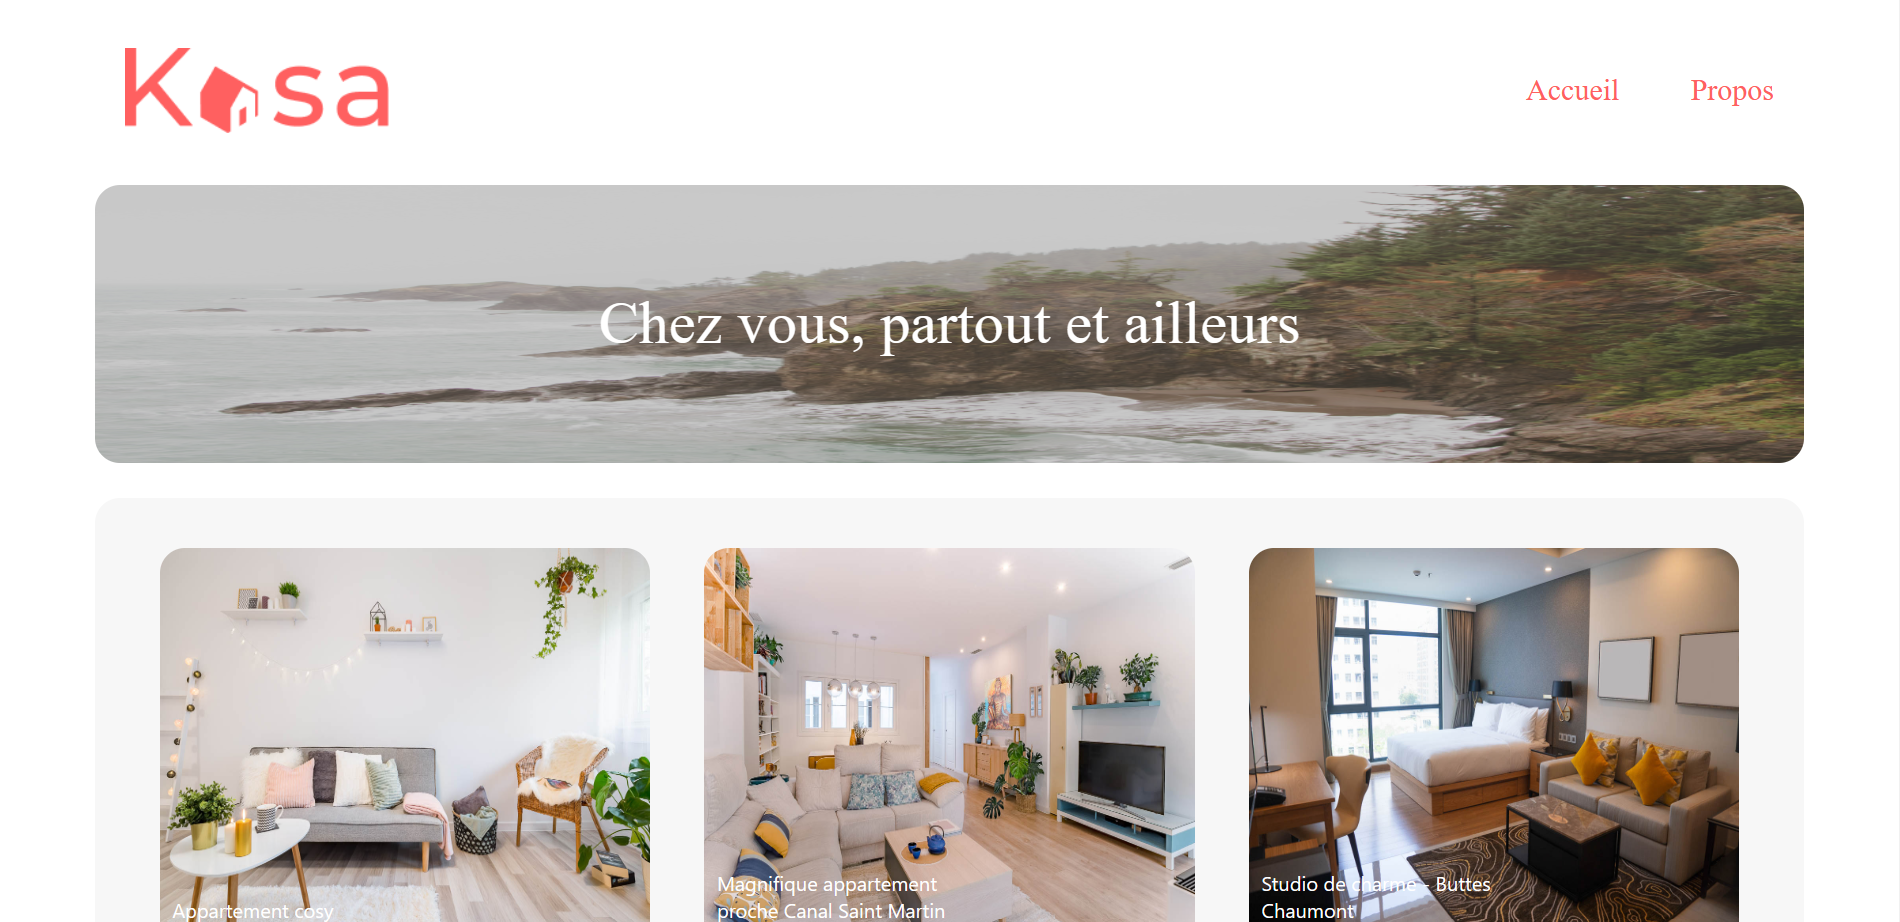 Kasa
Accueil Propos
Chez vous, partout et ailleurs
Appartement cosy
Magnifique appartement
proche Canal Saint Martin
Studio de charme - Buttes
Chaumont